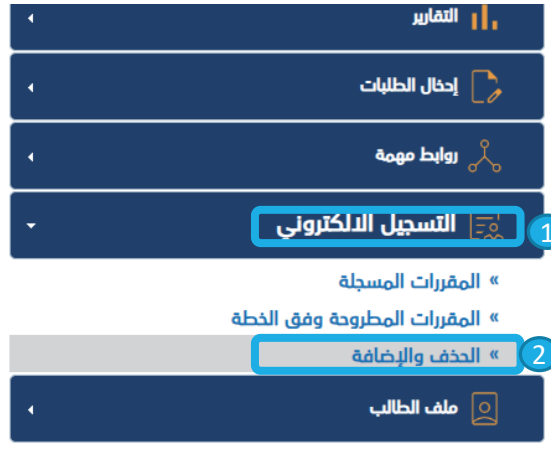 التقارير
إدخال الطلبات
روابط مهمة
التسجيل الالكتروني 1
» المقررات المسجلة
» المقررات المطروحة وفق الخطة
» الحذف والإضافة 2
ملف الطالب